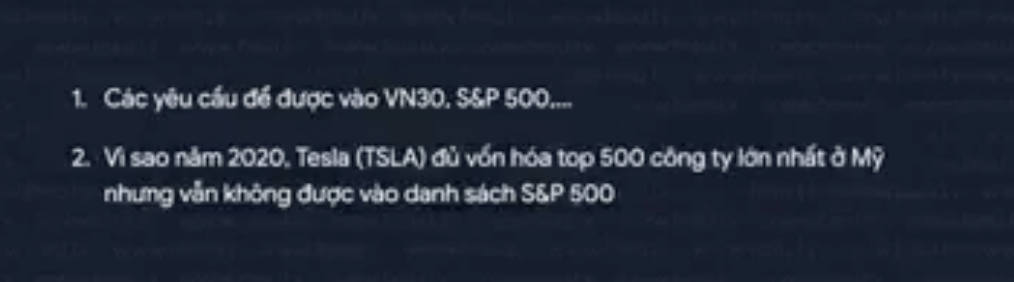 1. Các yêu cầu để được vào VN30, S&P 500,...
2. Vì sao năm 2020, Tesla (TSLA) đủ vốn hóa top 500 công ty lớn nhất ở Mỹ
nhưng vẫn không được vào danh sách S&P 500